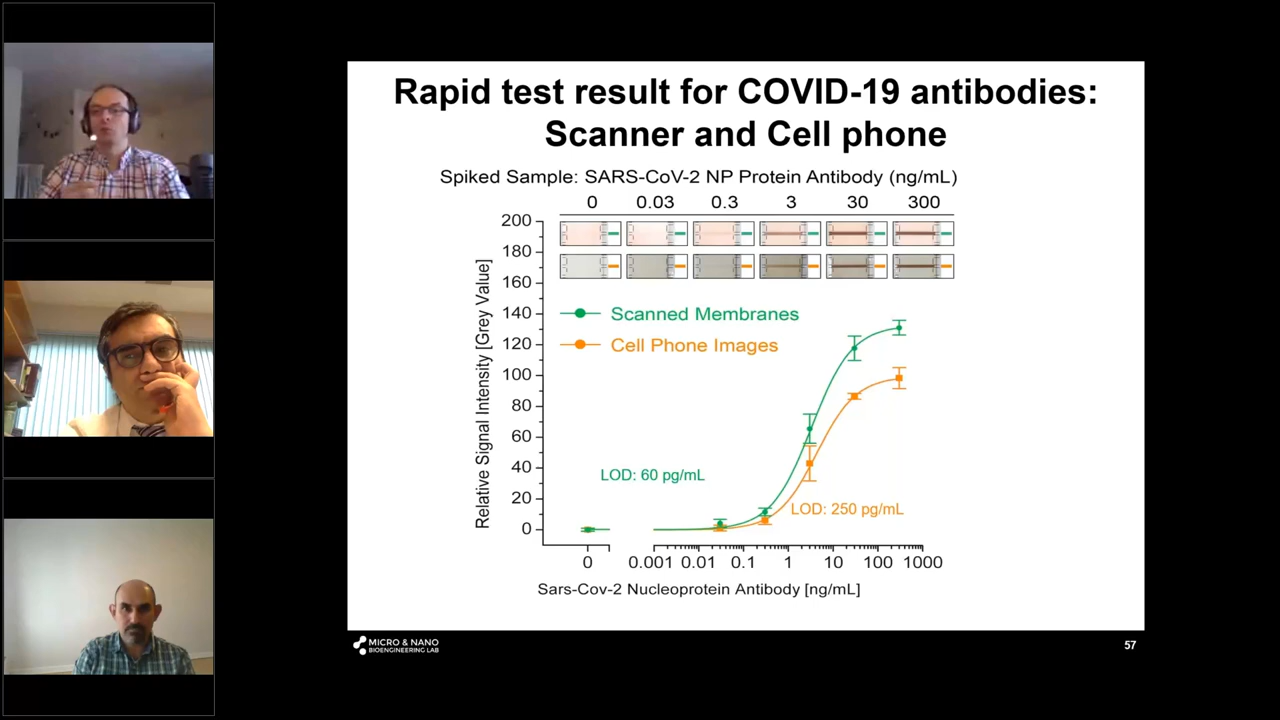 Rapid test result for COVID-19 antibodies:
Scanner and Cell phone
Spiked Sample: SARS-CoV-2 NP Protein Antibody (ng/mL)
0 0.03 0.3 3 30 300
Relative Signal Intensity [Grey Value]
200
180
160
140
120
100
80
60
40
20
0
Scanned Membranes
Cell Phone Images
LOD: 60 pg/mL
LOD: 250 pg/mL
0 0.001 0.01 0.1 1 10 100 1000
Sars-Cov-2 Nucleoprotein Antibody [ng/mL]
MICRO & NANO
BIOENGINEERING LAB
57